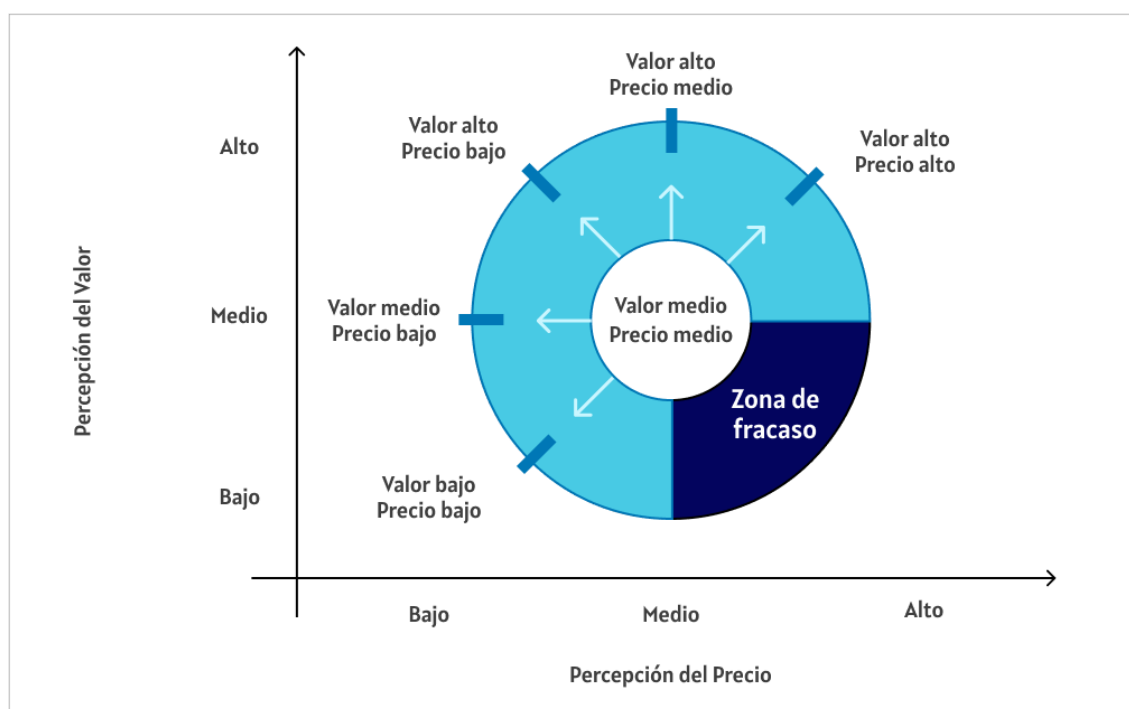 Valor alto
Precio medio
Valor alto
Precio bajo
Valor alto
Precio alto
Alto
Percepción del Valor
Medio
Valor medio
Precio bajo
Valor medio
Precio medio
Zona de
fracaso
Valor bajo
Precio bajo
Bajo
Bajo
Medio
Alto
Percepción del Precio